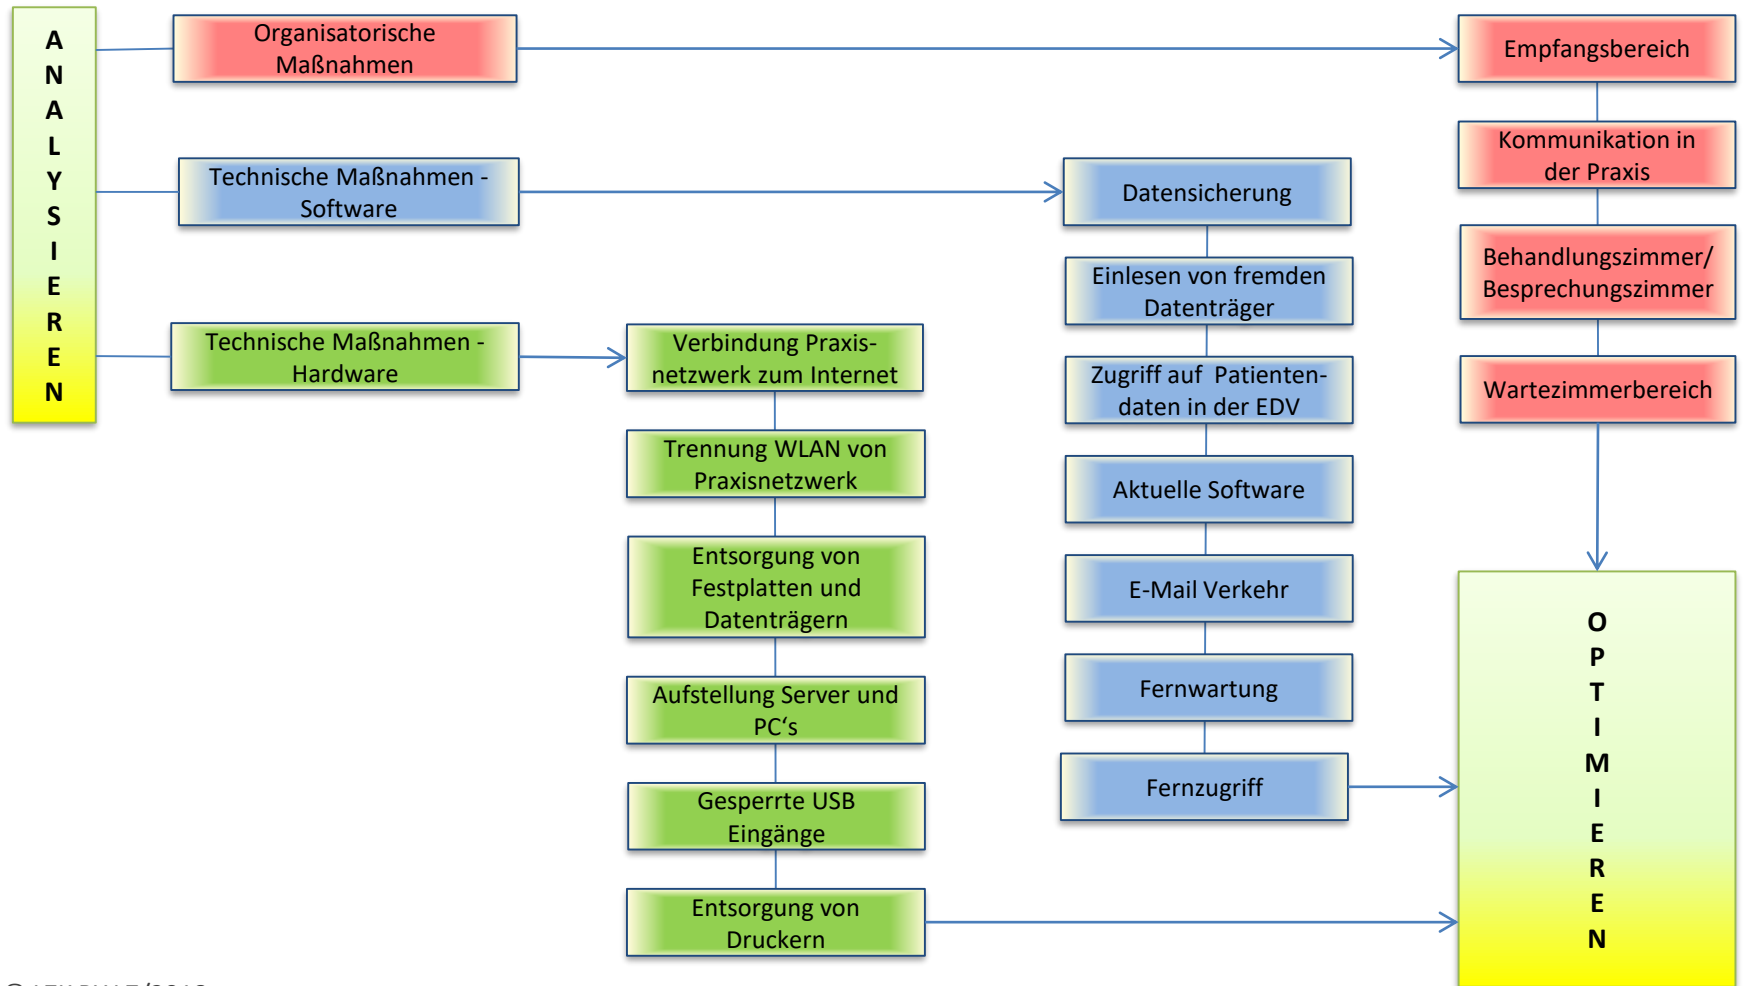 ANALYSIEREN
Organisatorische
Maßnahmen
Empfangsbereich
Kommunikation in
der Praxis
Behandlungszimmer/
Besprechungszimmer
Wartezimmerbereich
Technische Maßnahmen -
Software
Datensicherung
Einlesen von fremden
Datenträger
Zugriff auf Patienten-
daten in der EDV
Aktuelle Software
E-Mail Verkehr
Fernwartung
Fernzugriff
Technische Maßnahmen -
Hardware
Verbindung Praxis-
netzwerk zum Internet
Trennung WLAN von
Praxisnetzwerk
Entsorgung von
Festplatten und
Datenträgern
Aufstellung Server und
PC‘s
Gesperrte USB
Eingänge
Entsorgung von
Druckern
OPTIMIEREN